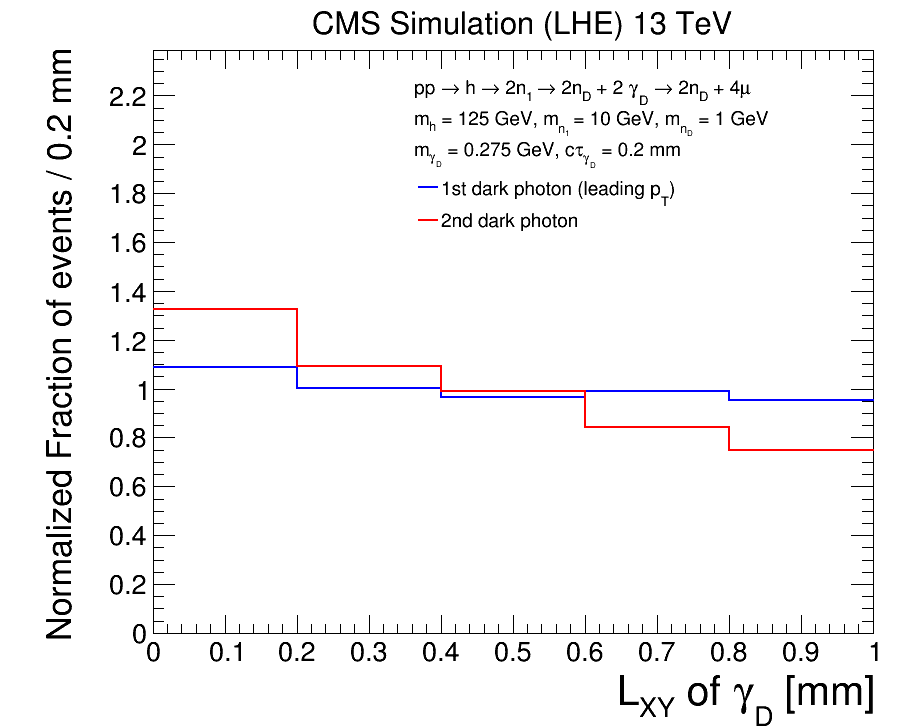 CMS Simulation (LHE) 13 TeV
Normalized Fraction of events / 0.2 mm
pp → h → 2n1 → 2nD + 2 γD → 2nD + 4μ
mh = 125 GeV, mn1 = 10 GeV, mnD = 1 GeV
mγD = 0.275 GeV, cτγD = 0.2 mm
1st dark photon (leading pT)
2nd dark photon
2.2
2
1.8
1.6
1.4
1.2
1
0.8
0.6
0.4
0.2
0
0 0.1 0.2 0.3 0.4 0.5 0.6 0.7 0.8 0.9 1
LXY of γD [mm]